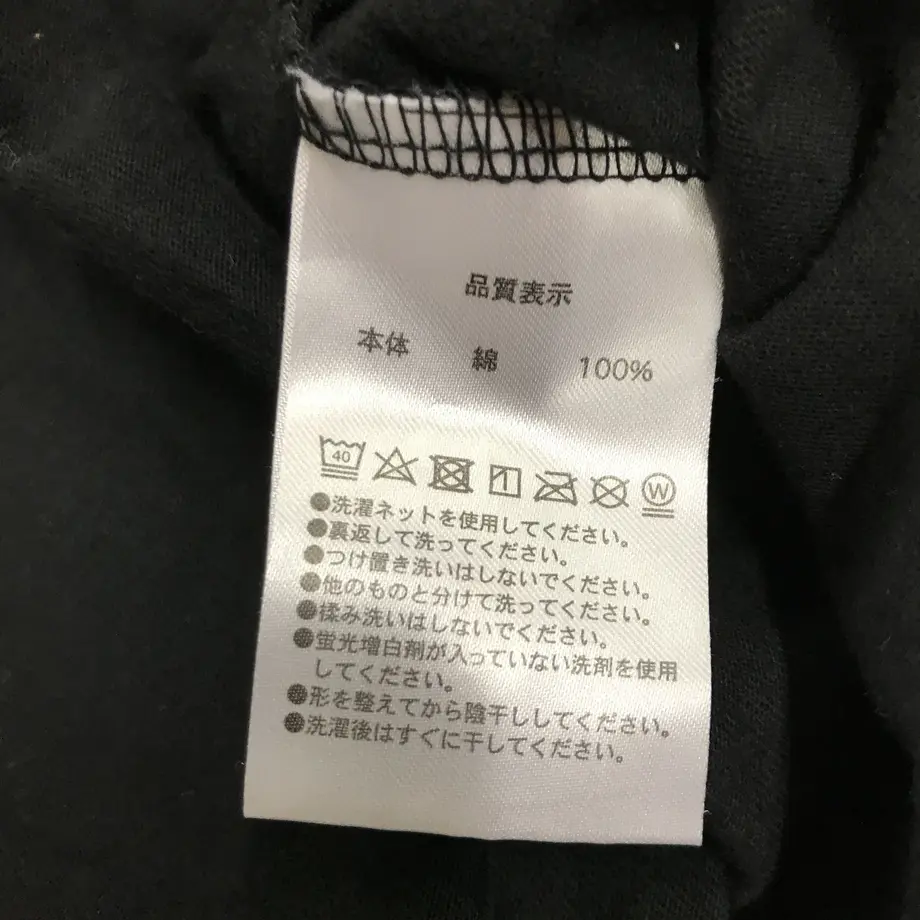 品質表示
本体 綿 100%
40 W
●洗濯ネットを使用してください。
●裏返して洗ってください。
●つけ置き洗いはしないでください。
●他のものと分けて洗ってください。
●揉み洗いはしないでください。
●蛍光増白剤が入っていない洗剤を使用
してください。
●形を整えてから陰干ししてください。
●洗濯後はすぐに干してください。